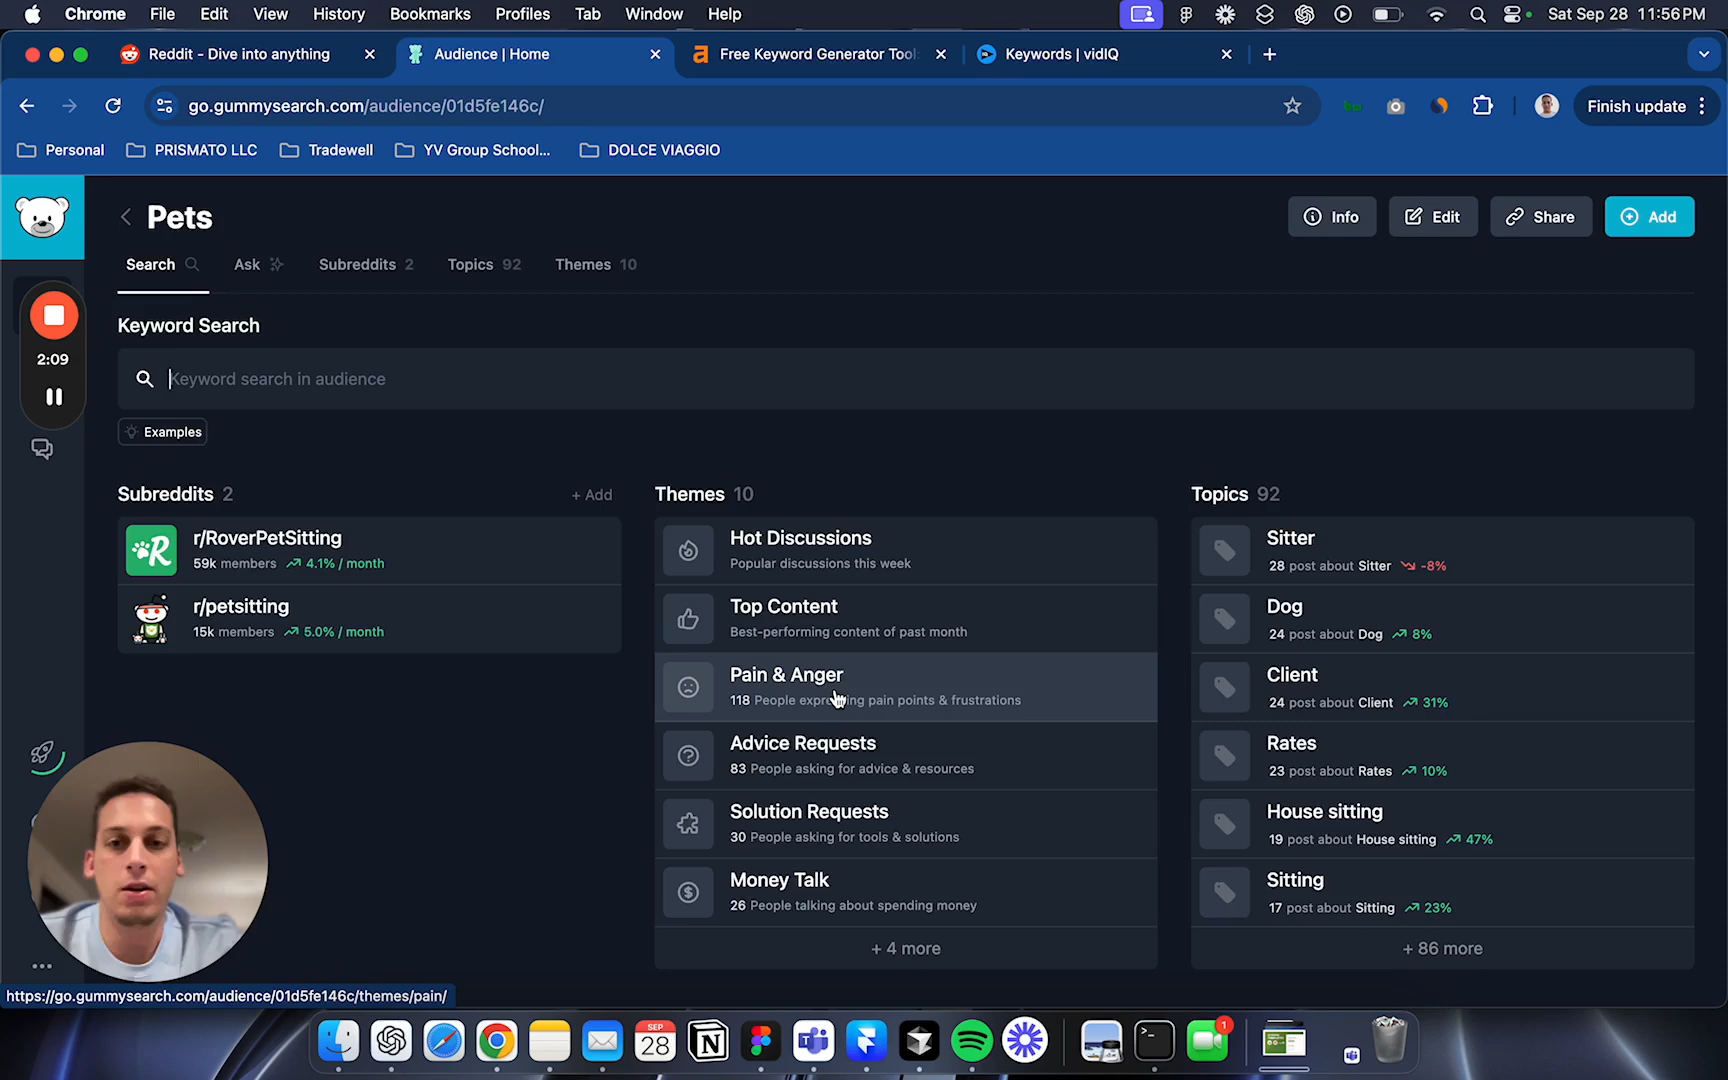 Chrome File Edit View History Bookmarks Profiles Tab Window Help Sat Sep 28 11:56 PM
Reddit - Dive into anything Audience | Home Free Keyword Generator Tool Keywords | vidIQ
go.gummysearch.com/audience/01d5fe146c/ Finish update
Personal PRISMATO LLC Tradewell YV Group School... DOLCE VIAGGIO
Pets
Info Edit Share Add
Search Ask Subreddits 2 Topics 92 Themes 10
2:09
Keyword Search
Keyword search in audience
Examples
Subreddits 2 + Add
r/RoverPetSitting
59k members 4.1% / month
r/petsitting
15k members 5.0% / month
Themes 10
Hot Discussions
Popular discussions this week
Top Content
Best-performing content of past month
Pain & Anger
118 People expressing pain points & frustrations
Advice Requests
83 People asking for advice & resources
Solution Requests
30 People asking for tools & solutions
Money Talk
26 People talking about spending money
+ 4 more
Topics 92
Sitter
28 post about Sitter -8%
Dog
24 post about Dog 8%
Client
24 post about Client 31%
Rates
23 post about Rates 10%
House sitting
19 post about House sitting 47%
Sitting
17 post about Sitting 23%
+ 86 more
https://go.gummysearch.com/audience/01d5fe146c/themes/pain/
SEP
28
1